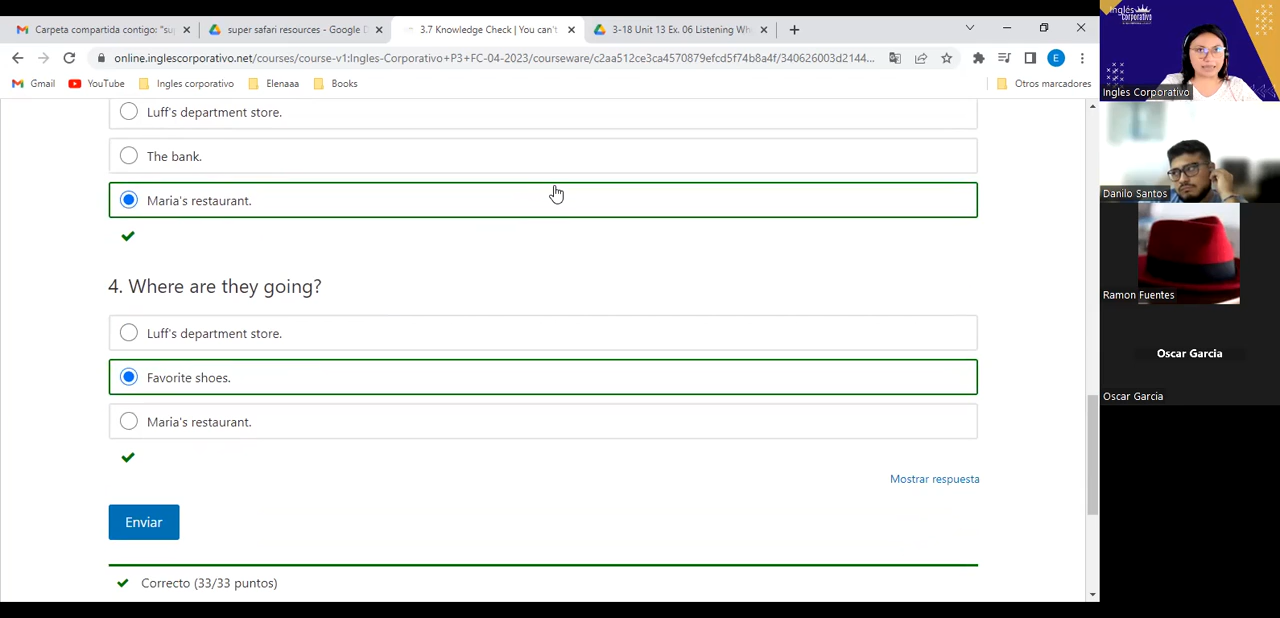 Carpeta compartida contigo: "su
super safari resources - Google D
3.7 Knowledge Check | You can't
3-18 Unit 13 Ex. 06 Listening Wh
online.inglescorporativo.net/courses/course-v1:Ingles-Corporativo+P3+FC-04-2023/courseware/c2aa512ce3ca4570879efcd5f74b8a4f/340626003d2144...
E
Gmail
YouTube
Ingles corporativo
Elenaaa
Books
Otros marcadores
Luff's department store.
The bank.
Maria's restaurant.
4. Where are they going?
Luff's department store.
Favorite shoes.
Maria's restaurant.
Mostrar respuesta
Enviar
Correcto (33/33 puntos)
Inglés
corporativo
Ingles Corporativo
Danilo Santos
Ramon Fuentes
Oscar Garcia
Oscar Garcia